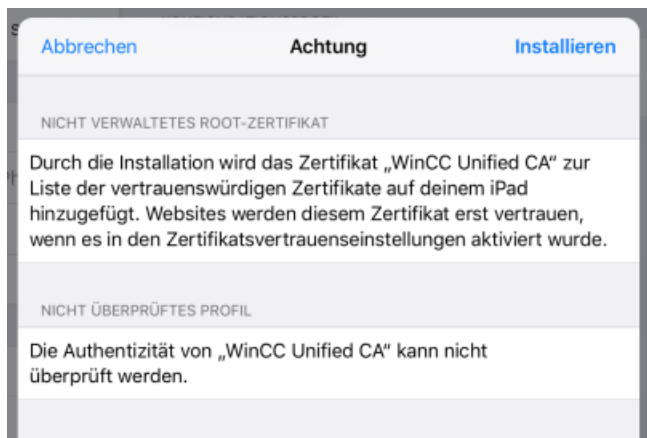 Abbrechen Achtung Installieren
NICHT VERWALTETES ROOT-ZERTIFIKAT
Durch die Installation wird das Zertifikat „WinCC Unified CA“ zur
Liste der vertrauenswürdigen Zertifikate auf deinem iPad
hinzugefügt. Websites werden diesem Zertifikat erst vertrauen,
wenn es in den Zertifikatsvertrauenseinstellungen aktiviert wurde.
NICHT ÜBERPRÜFTES PROFIL
Die Authentizität von „WinCC Unified CA“ kann nicht
überprüft werden.